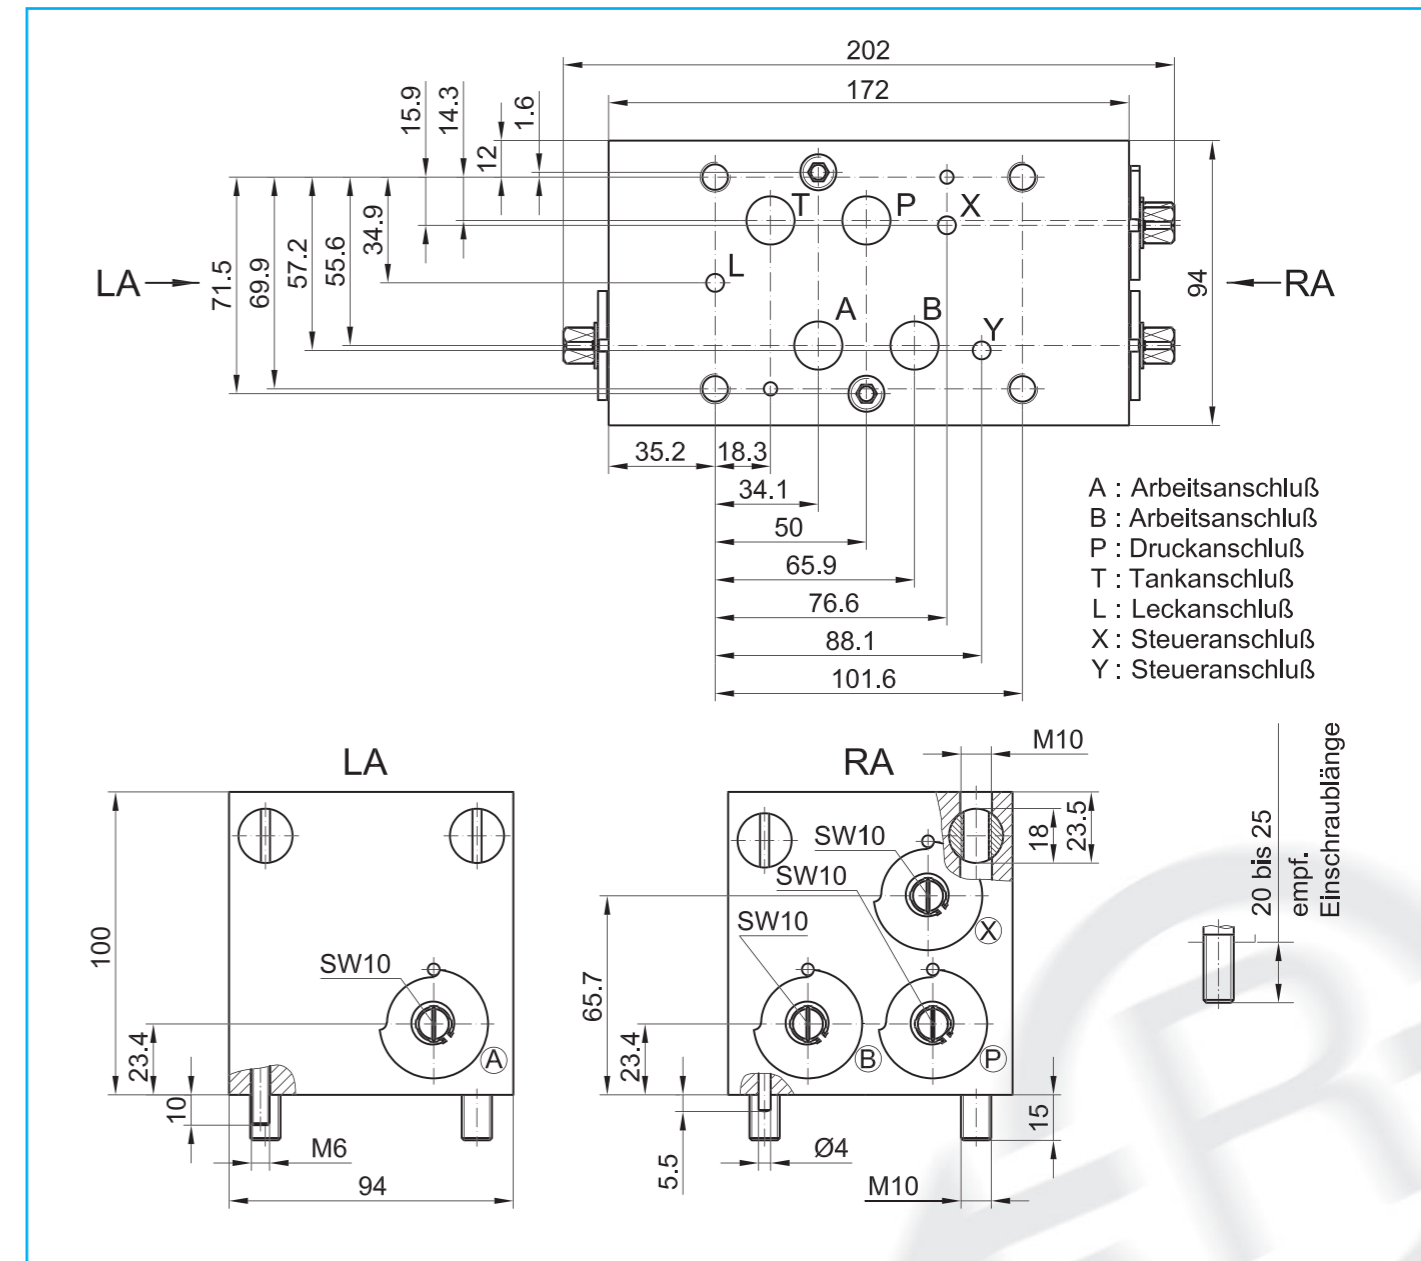 202
172
15.9
14.3
1.6
12
T
P
X
L
A
B
Y
LA
RA
94
71.5
69.9
57.2
55.6
34.9
35.2
18.3
34.1
50
65.9
76.6
88.1
101.6
A : Arbeitsanschluß
B : Arbeitsanschluß
P : Druckanschluß
T : Tankanschluß
L : Leckanschluß
X : Steueranschluß
Y : Steueranschluß
LA
100
23.4
10
SW10
A
M6
94
RA
M10
18
23.5
SW10
SW10
SW10
X
B
P
65.7
23.4
5.5
Ø4
15
M10
20 bis 25
empf.
Einschraublänge